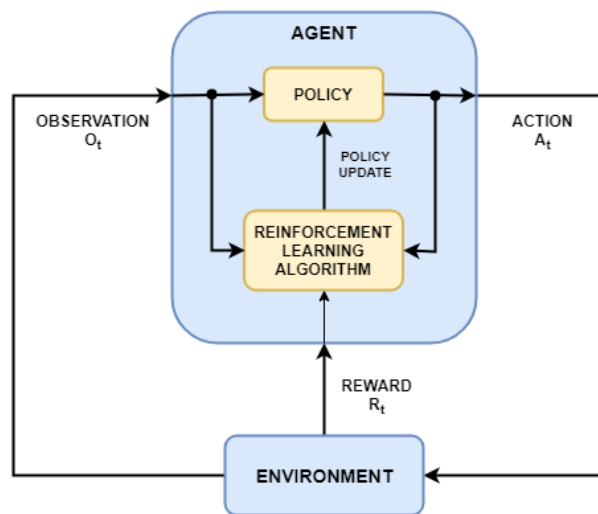 AGENT
POLICY
OBSERVATION
Oₜ
ACTION
Aₜ
POLICY
UPDATE
REINFORCEMENT
LEARNING
ALGORITHM
REWARD
Rₜ
ENVIRONMENT